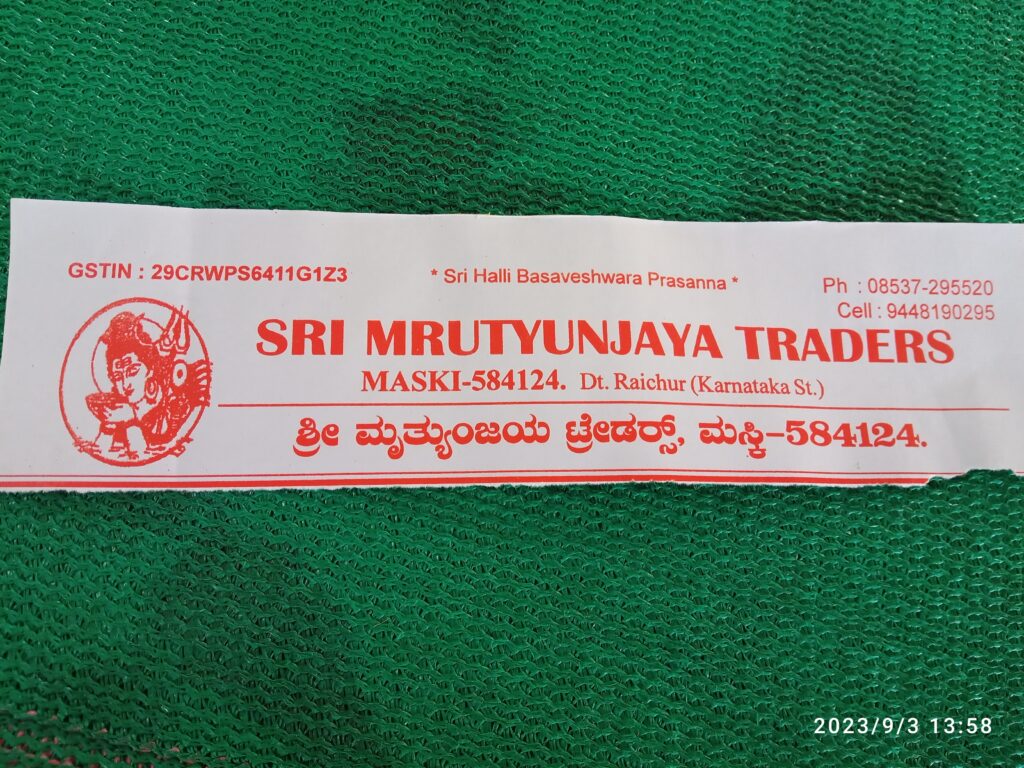 GSTIN : 29CRWPS6411G1Z3
* Sri Halli Basaveshwara Prasanna *
Ph : 08537-295520
Cell : 9448190295
SRI MRUTYUNJAYA TRADERS
MASKI-584124. Dt. Raichur (Karnataka St.)
ಶ್ರೀ ಮೃತ್ಯುಂಜಯ ಟ್ರೇಡರ‍್ಸ್, ಮಸ್ಕಿ-584124.
2023/9/3 13:58